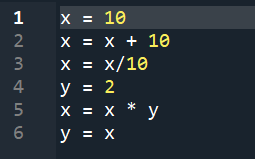 1 x = 10
2 x = x + 10
3 x = x/10
4 y = 2
5 x = x * y
6 y = x